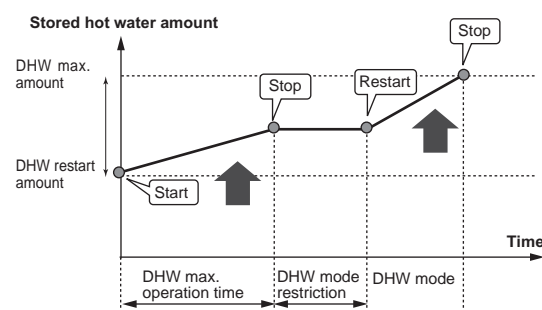 Stored hot water amount
DHW max.
amount
Stop
Stop
Restart
DHW restart
amount
Start
Time
DHW max.
operation time
DHW mode
restriction
DHW mode